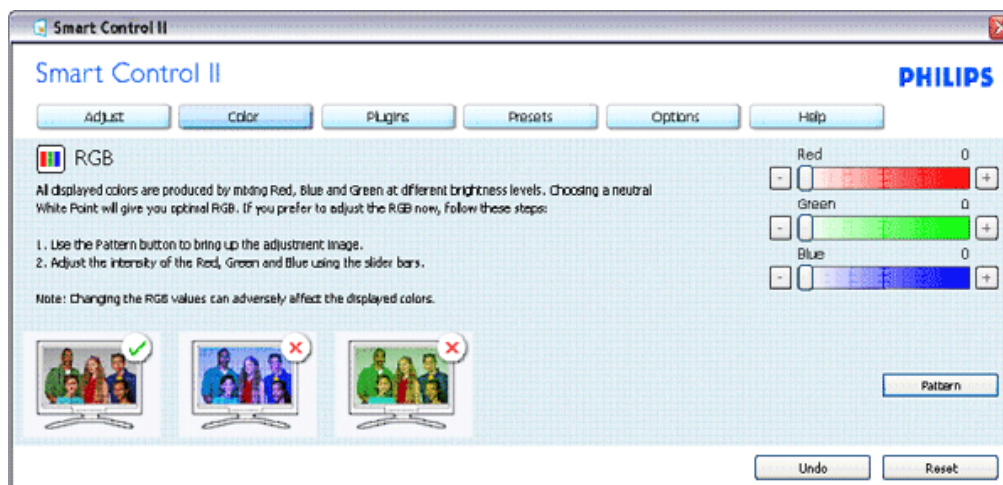 Smart Control II
Smart Control II
PHILIPS
Adjust
Color
Plugins
Presets
Options
Help
RGB
All displayed colors are produced by mixing Red, Blue and Green at different brightness levels. Choosing a neutral
White Point will give you optimal RGB. If you prefer to adjust the RGB now, follow these steps:
1. Use the Pattern button to bring up the adjustment image.
2. Adjust the intensity of the Red, Green and Blue using the slider bars.
Note: Changing the RGB values can adversely affect the displayed colors.
Red 0
- +
Green 0
- +
Blue 0
- +
Pattern
Undo
Reset